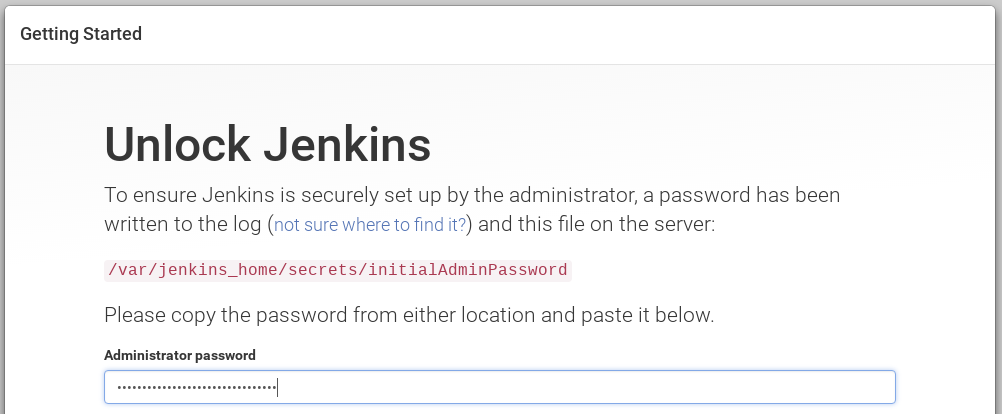 Getting Started
Unlock Jenkins
To ensure Jenkins is securely set up by the administrator, a password has been
written to the log (not sure where to find it?) and this file on the server:
/var/jenkins_home/secrets/initialAdminPassword
Please copy the password from either location and paste it below.
Administrator password
••••••••••••••••••••••••••••••••